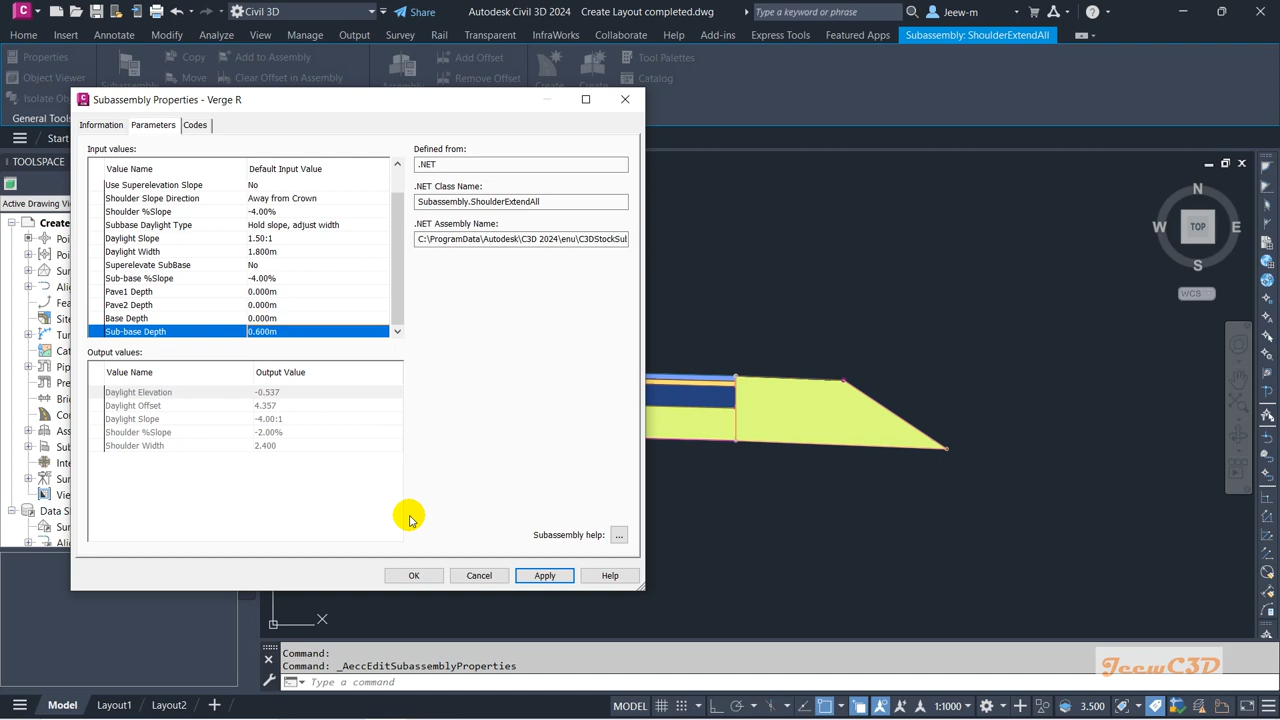 Civil 3D
Share
Autodesk Civil 3D 2024
Create Layout completed.dwg
Type a keyword or phrase
Jeew-m
Home
Insert
Annotate
Modify
Analyze
View
Manage
Output
Survey
Rail
Transparent
InfraWorks
Collaborate
Help
Add-ins
Express Tools
Featured Apps
Subassembly: ShoulderExtendAll
Properties
Copy
Add to Assembly
Add Offset
Tool Palettes
Object Viewer
Move
Clear Offset in Assembly
Remove Offset
Catalog
Isolate Ob
General Tools
Start
Subassembly Properties - Verge R
Information
Parameters
Codes
TOOLSPACE
Active Drawing View
Create
Data S
Input values:
Value Name
Default Input Value
Use Superelevation Slope
No
Shoulder Slope Direction
Away from Crown
Shoulder %Slope
-4.00%
Subbase Daylight Type
Hold slope, adjust width
Daylight Slope
1.50:1
Daylight Width
1.800m
Superelevate SubBase
No
Sub-base %Slope
-4.00%
Pave1 Depth
0.000m
Pave2 Depth
0.000m
Base Depth
0.000m
Sub-base Depth
0.600m
Output values:
Value Name
Output Value
Daylight Elevation
-0.537
Daylight Offset
4.357
Daylight Slope
-4.00:1
Shoulder %Slope
-2.00%
Shoulder Width
2.400
Defined from:
.NET
.NET Class Name:
Subassembly.ShoulderExtendAll
.NET Assembly Name:
C:\ProgramData\Autodesk\C3D 2024\enu\C3DStockSub
Subassembly help:
...
OK
Cancel
Apply
Help
N
W
TOP
E
S
WCS
X
Command:
Command: _AeccEditSubassemblyProperties
Type a command
JeewC3D
Model
Layout1
Layout2
MODEL
1:1000
3.500